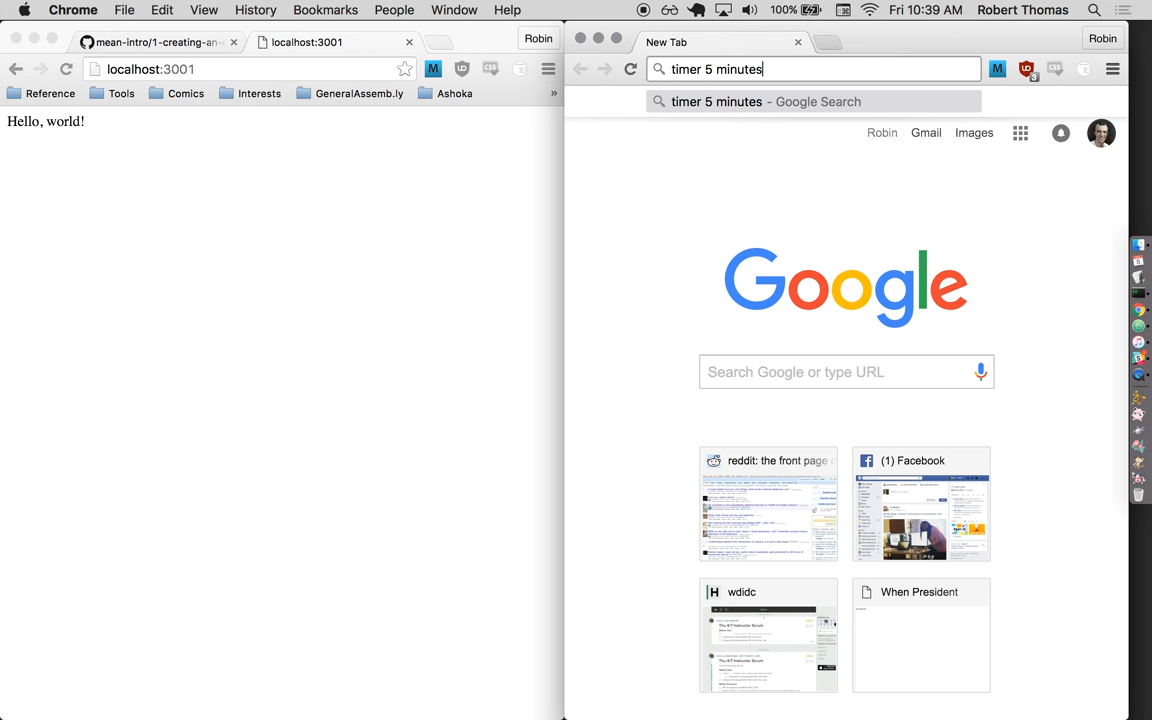 Chrome File Edit View History Bookmarks People Window Help 100% Fri 10:39 AM Robert Thomas
mean-intro/1-creating-an-
localhost:3001
Robin
localhost:3001
M
CSS
Reference Tools Comics Interests GeneralAssemb.ly Ashoka »
Hello, world!
New Tab
Robin
timer 5 minutes
M
3
CSS
timer 5 minutes - Google Search
Robin Gmail Images
Google
Search Google or type URL
reddit: the front page
(1) Facebook
H wdidc
When President